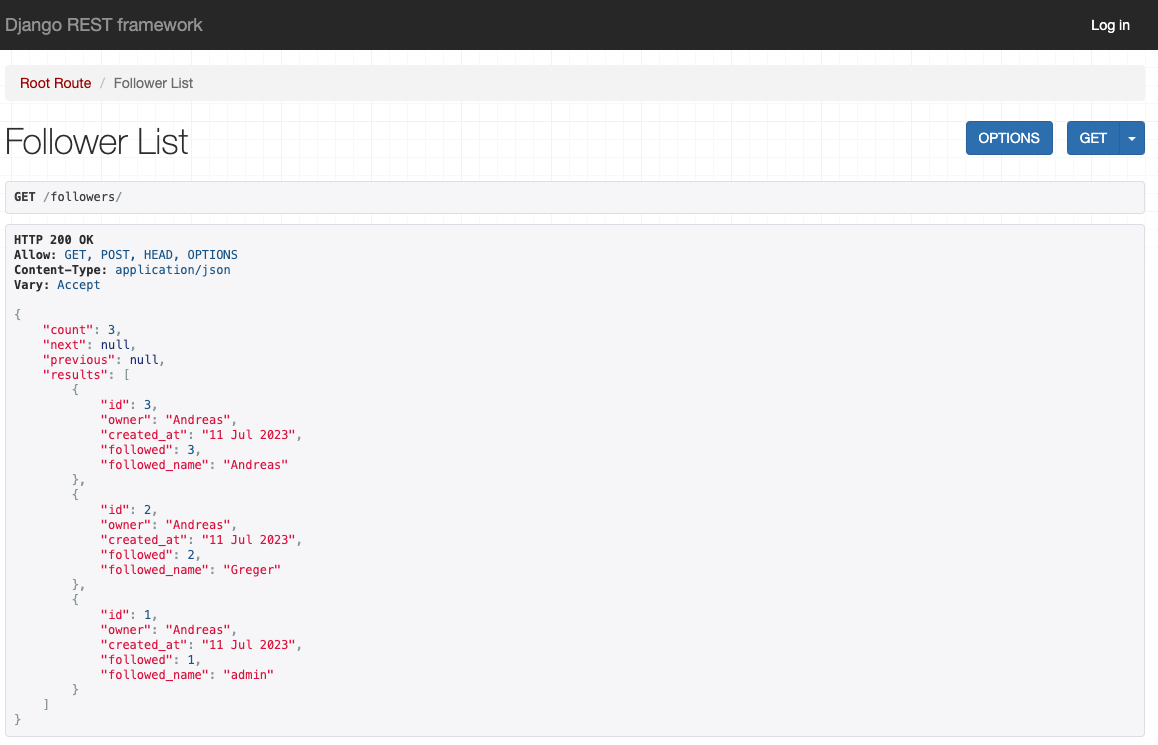 Django REST framework
Log in
Root Route / Follower List
Follower List
OPTIONS
GET
GET /followers/
HTTP 200 OK
Allow: GET, POST, HEAD, OPTIONS
Content-Type: application/json
Vary: Accept
{
    "count": 3,
    "next": null,
    "previous": null,
    "results": [
        {
            "id": 3,
            "owner": "Andreas",
            "created_at": "11 Jul 2023",
            "followed": 3,
            "followed_name": "Andreas"
        },
        {
            "id": 2,
            "owner": "Andreas",
            "created_at": "11 Jul 2023",
            "followed": 2,
            "followed_name": "Greger"
        },
        {
            "id": 1,
            "owner": "Andreas",
            "created_at": "11 Jul 2023",
            "followed": 1,
            "followed_name": "admin"
        }
    ]
}